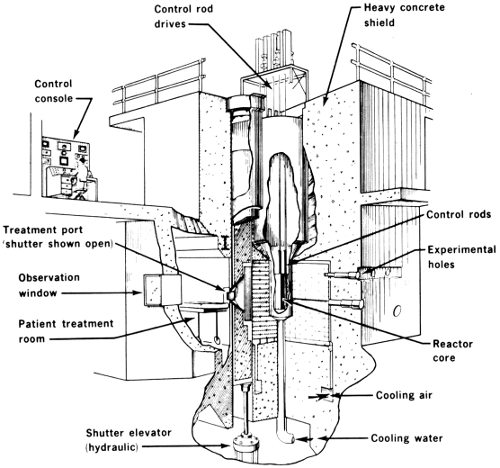 Control rod
drives
Heavy concrete
shield
Control
console
Treatment port
(shutter shown open)
Observation
window
Patient treatment
room
Shutter elevator
(hydraulic)
Control rods
Experimental
holes
Reactor
core
Cooling air
Cooling water